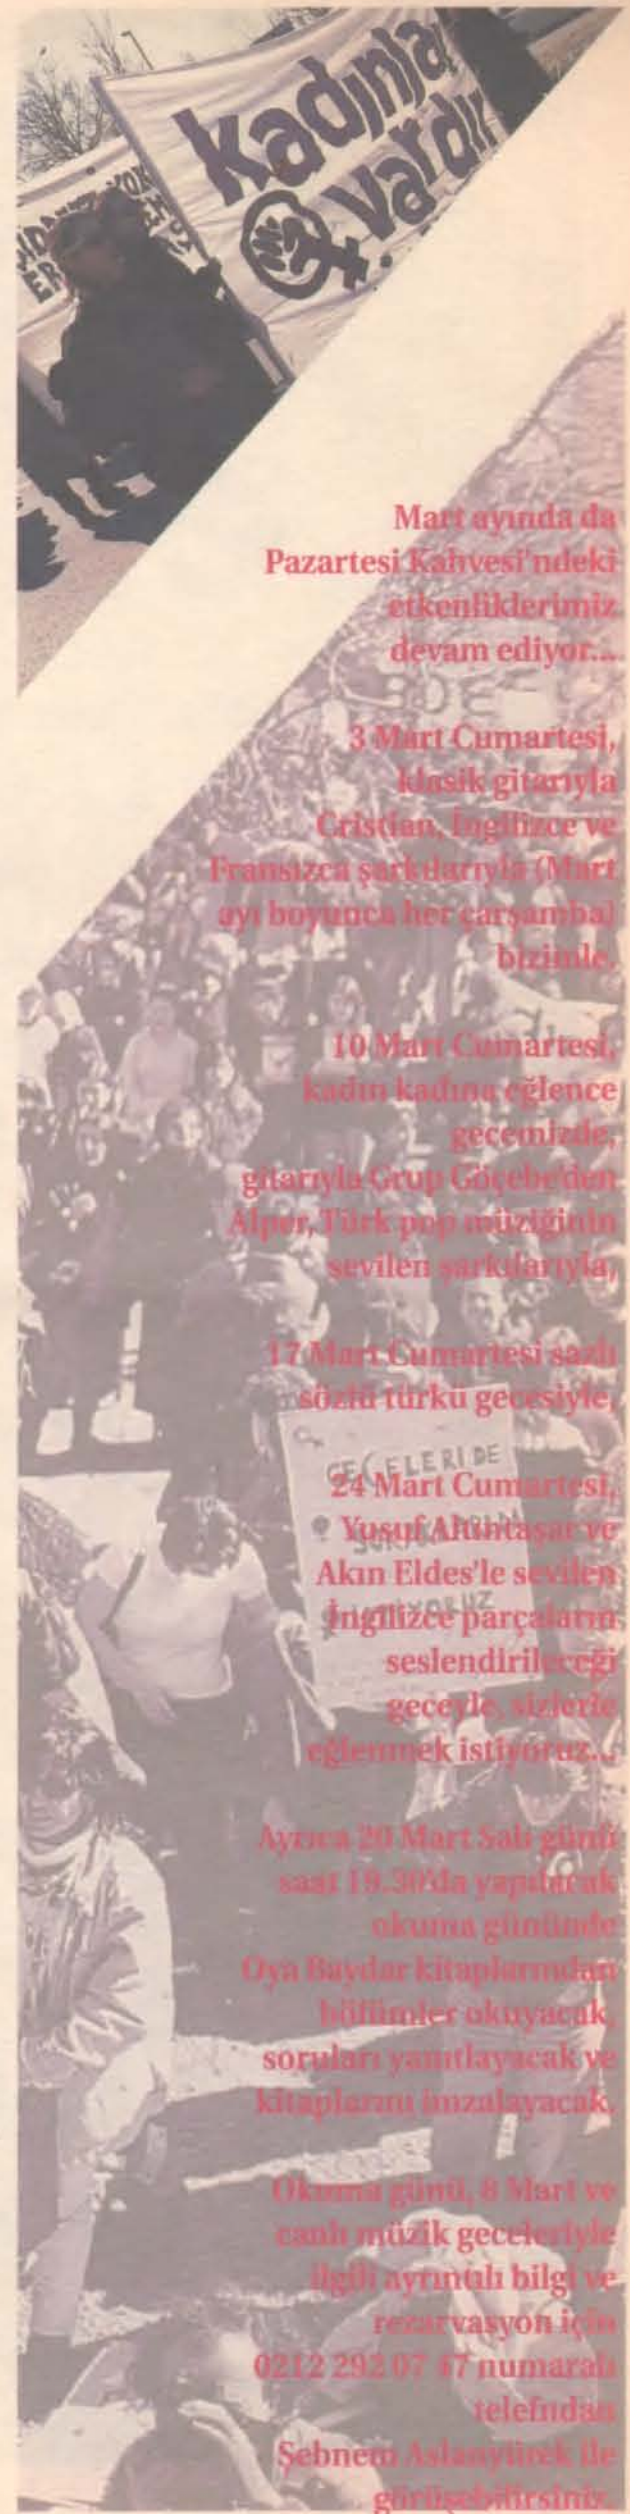 kadınla
vardır
Mart ayında da
Pazartesi Kahvesi'ndeki
etkenliklerimiz
devam ediyor...
3 Mart Cumartesi,
klasik gitarıyla
Cristian, İngilizce ve
Fransızca şarkılarıyla (Mart
ayı boyunca her çarşamba)
bizimle.
10 Mart Cumartesi,
kadın kadına eğlence
gecemizde,
gitarıyla Grup Göçebe'den
Alper, Türk pop müziğinin
sevilen şarkılarıyla,
17 Mart Cumartesi sazlı
sözlü türkü gecesiyle,
GECELERI DE
24 Mart Cumartesi,
Yusuf Altıntaşar ve
Akın Eldes'le sevilen
İngilizce parçaların
seslendirileceği
geceyle, sizlerle
eğlenmek istiyoruz...
Ayrıca 20 Mart Salı günü
saat 19.30'da yapılacak
okuma gününde
Oya Baydar kitaplarından
bölümler okuyacak,
soruları yanıtlayacak ve
kitaplarını imzalayacak.
Okuma günü, 8 Mart ve
canlı müzik geceleriyle
ilgili ayrıntılı bilgi ve
rezarvasyon için
0212 292 07 47 numaralı
telefndan
Şebnem Aslanyürek ile
görüşebilirsiniz.